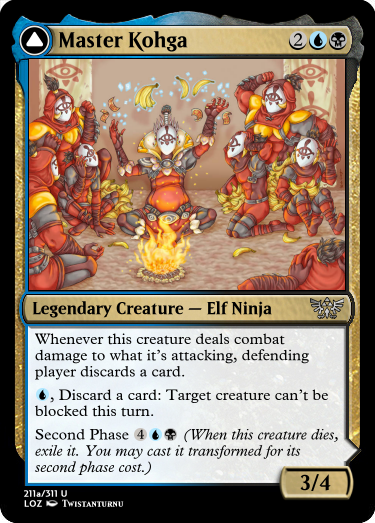 Master Kohga 2
Legendary Creature — Elf Ninja
Whenever this creature deals combat
damage to what it's attacking, defending
player discards a card.
, Discard a card: Target creature can't be
blocked this turn.
Second Phase 4 (When this creature dies,
exile it. You may cast it transformed for its
second phase cost.)
3/4
211a/311 U
LOZ Twistanturnu